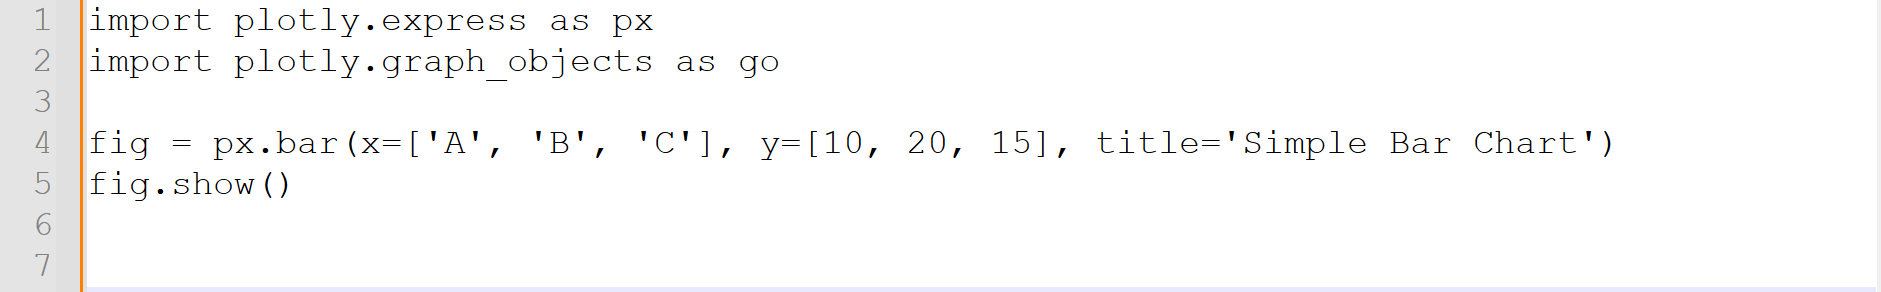 1 import plotly.express as px
2 import plotly.graph_objects as go
3
4 fig = px.bar(x=['A', 'B', 'C'], y=[10, 20, 15], title='Simple Bar Chart')
5 fig.show()
6
7